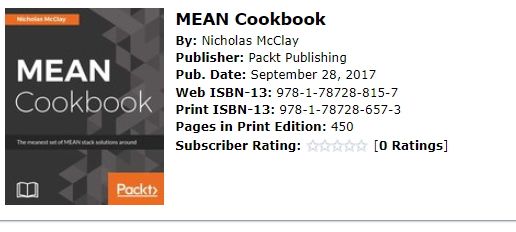 Nicholas McClay
MEAN
Cookbook
The meanest set of MEAN stack solutions around
Packt>
MEAN Cookbook
By: Nicholas McClay
Publisher: Packt Publishing
Pub. Date: September 28, 2017
Web ISBN-13: 978-1-78728-815-7
Print ISBN-13: 978-1-78728-657-3
Pages in Print Edition: 450
Subscriber Rating: [0 Ratings]